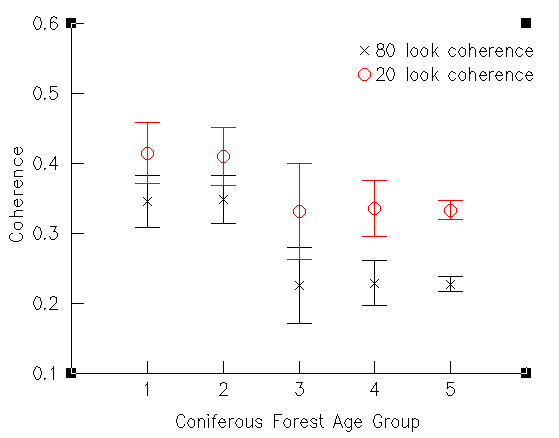 0.6
80 look coherence
20 look coherence
0.5
0.4
Coherence
0.3
0.2
0.1
1 2 3 4 5
Coniferous Forest Age Group